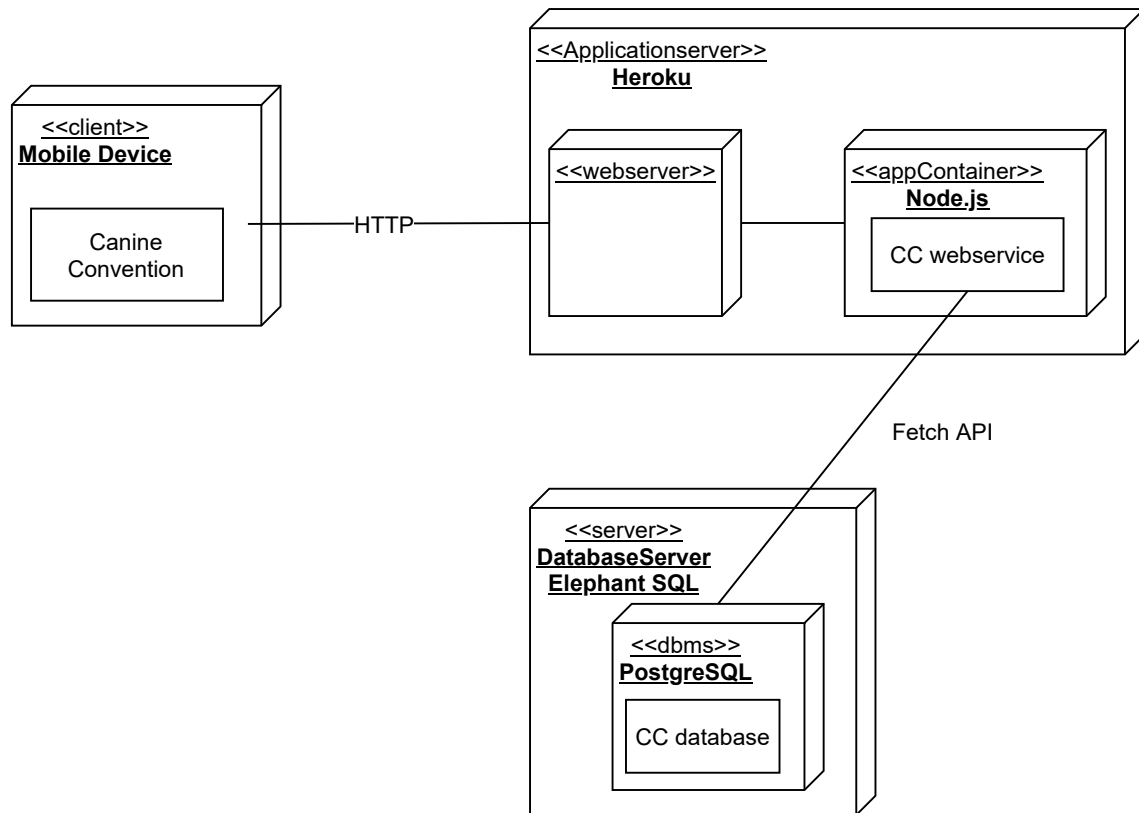 <<client>>
Mobile Device
Canine
Convention
HTTP
<<Applicationserver>>
Heroku
<<webserver>>
<<appContainer>>
Node.js
CC webservice
Fetch API
<<server>>
DatabaseServer
Elephant SQL
<<dbms>>
PostgreSQL
CC database